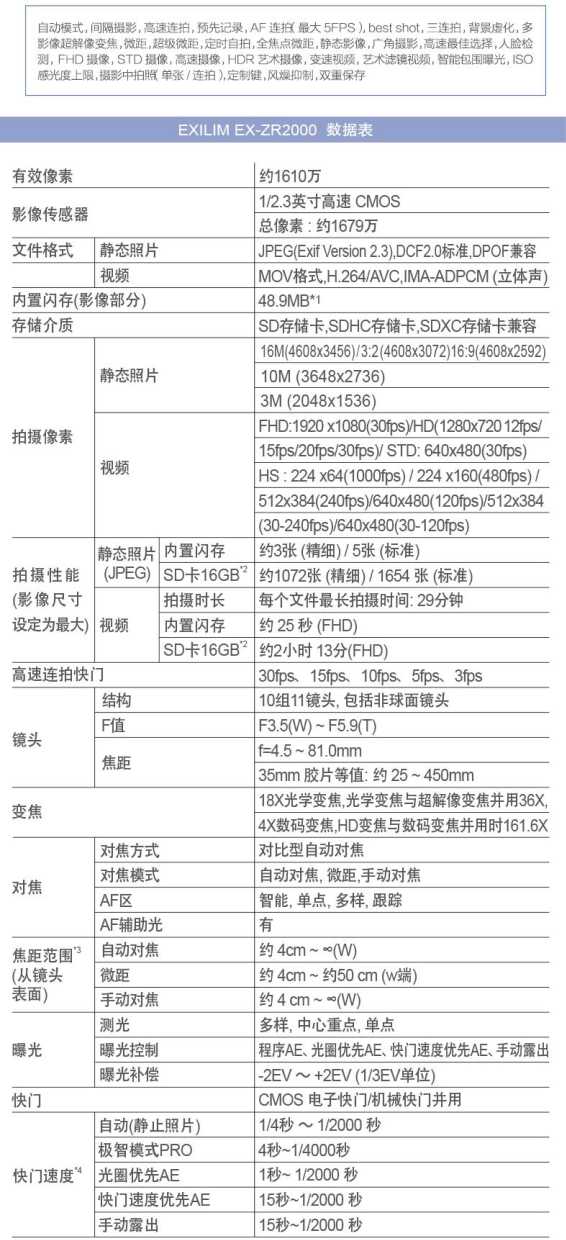 自动模式,间隔摄影,高速连拍,预先记录,AF 连拍(最大5FPS),best shot,三连拍,背景虚化,多
影像超解像变焦,微距,超级微距,定时自拍,全焦点微距,静态影像,广角摄影,高速最佳选择,人脸检
测,FHD 摄像,STD 摄像,高速摄像,HDR 艺术摄像,变速视频,艺术滤镜视频,智能包围曝光,ISO
感光度上限,摄影中拍照(单张/连拍),定制键,风燥抑制,双重保存
EXILIM EX-ZR2000 数据表
有效像素 约1610万
影像传感器 1/2.3英寸高速 CMOS
总像素 : 约1679万
文件格式 静态照片 JPEG(Exif Version 2.3),DCF2.0标准,DPOF兼容
视频 MOV格式,H.264/AVC,IMA-ADPCM (立体声)
内置闪存(影像部分) 48.9MB*1
存储介质 SD存储卡,SDHC存储卡,SDXC存储卡兼容
拍摄像素 静态照片 16M(4608x3456)/3:2(4608x3072)16:9(4608x2592)
10M (3648x2736)
3M (2048x1536)
视频 FHD:1920 x1080(30fps)/HD(1280x720 12fps/
15fps/20fps/30fps)/ STD: 640x480(30fps)
HS : 224 x64(1000fps) / 224 x160(480fps) /
512x384(240fps)/640x480(120fps)/512x384
(30-240fps)/640x480(30-120fps)
拍摄性能
(影像尺寸
设定为最大) 静态照片
(JPEG) 内置闪存 约3张 (精细) / 5张 (标准)
SD卡16GB*2 约1072张 (精细) / 1654 张 (标准)
视频 拍摄时长 每个文件最长拍摄时间: 29分钟
内置闪存 约 25 秒 (FHD)
SD卡16GB*2 约2小时 13分(FHD)
高速连拍快门 30fps、15fps、10fps、5fps、3fps
镜头 结构 10组11镜头, 包括非球面镜头
F值 F3.5(W) ~ F5.9(T)
焦距 f=4.5 ~ 81.0mm
35mm 胶片等值: 约 25 ~ 450mm
变焦 18X光学变焦,光学变焦与超解像变焦并用36X,
4X数码变焦,HD变焦与数码变焦并用时161.6X
对焦 对焦方式 对比型自动对焦
对焦模式 自动对焦, 微距,手动对焦
AF区 智能, 单点, 多样, 跟踪
AF辅助光 有
焦距范围*3
(从镜头
表面) 自动对焦 约 4cm ~ ∞(W)
微距 约 4cm ~ 约50 cm (w端)
手动对焦 约 4 cm ~ ∞(W)
曝光 测光 多样, 中心重点, 单点
曝光控制 程序AE、光圈优先AE、快门速度优先AE、手动露出
曝光补偿 -2EV ～ +2EV (1/3EV单位)
快门 CMOS 电子快门/机械快门并用
快门速度*4 自动(静止照片) 1/4秒 ～ 1/2000 秒
极智模式PRO 4秒~1/4000秒
光圈优先AE 1秒~ 1/2000 秒
快门速度优先AE 15秒~1/2000 秒
手动露出 15秒~1/2000 秒